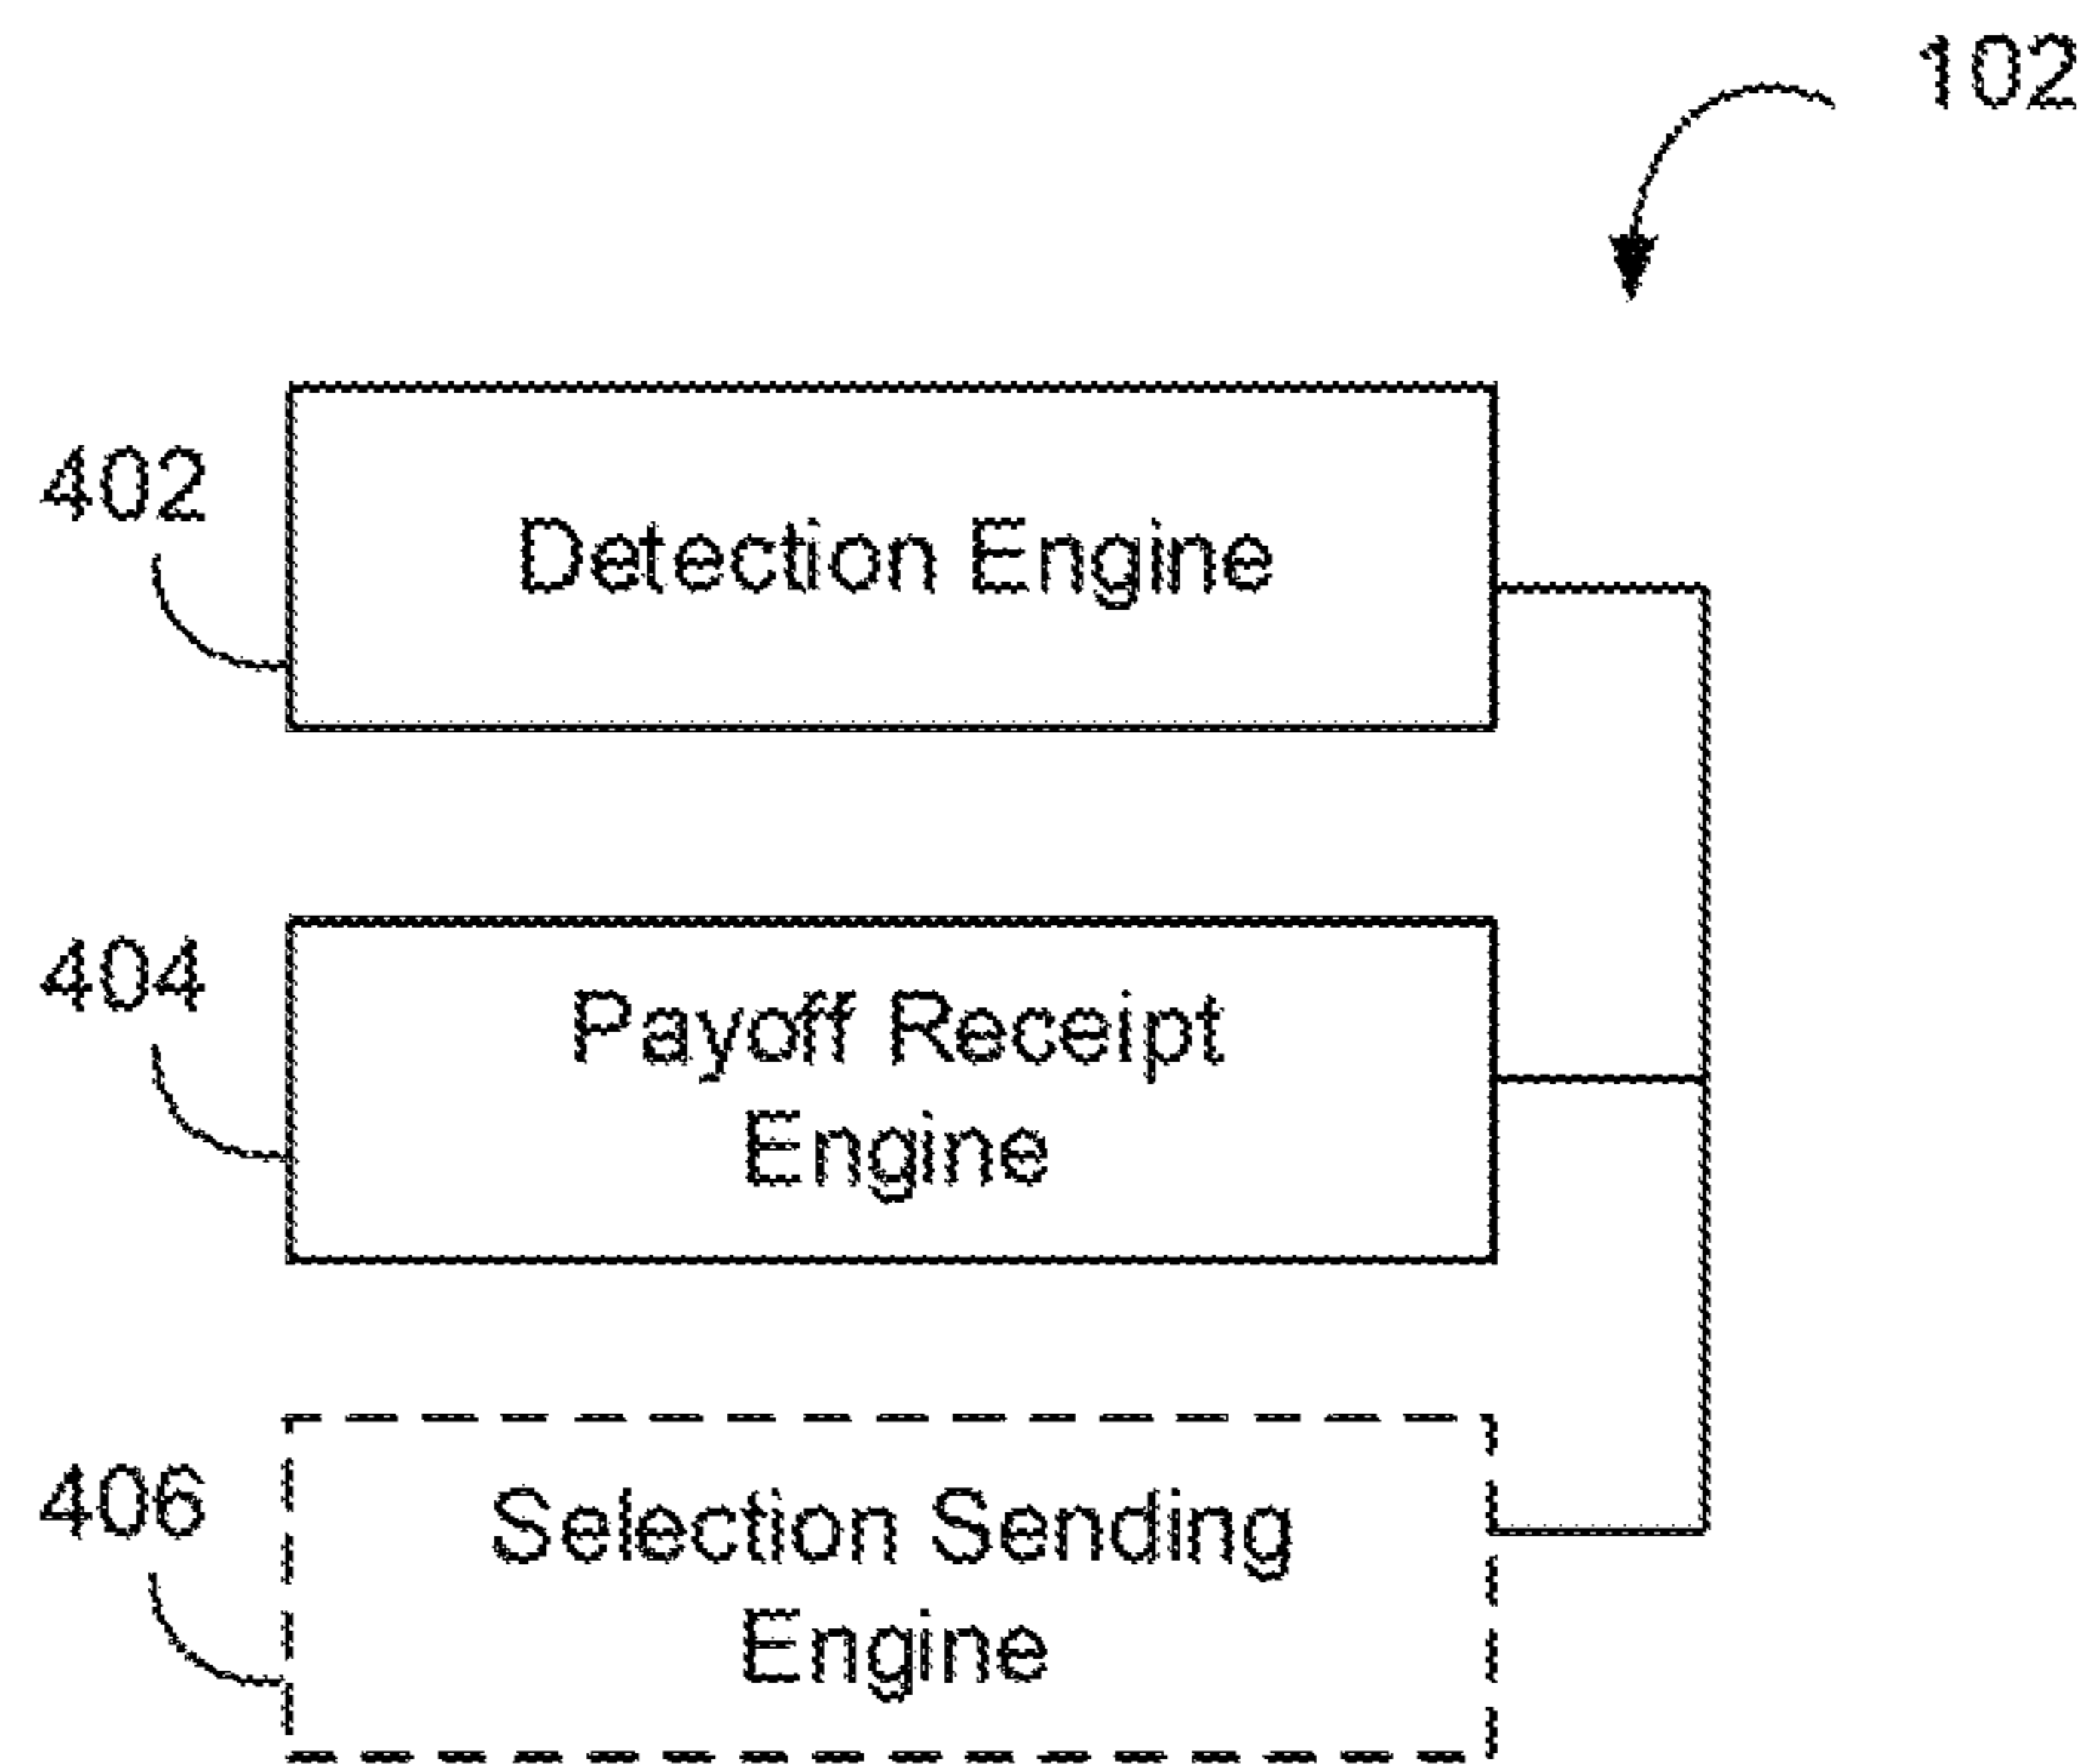 102
402
Detection Engine
404
Payoff Receipt
Engine
406
Selection Sending
Engine